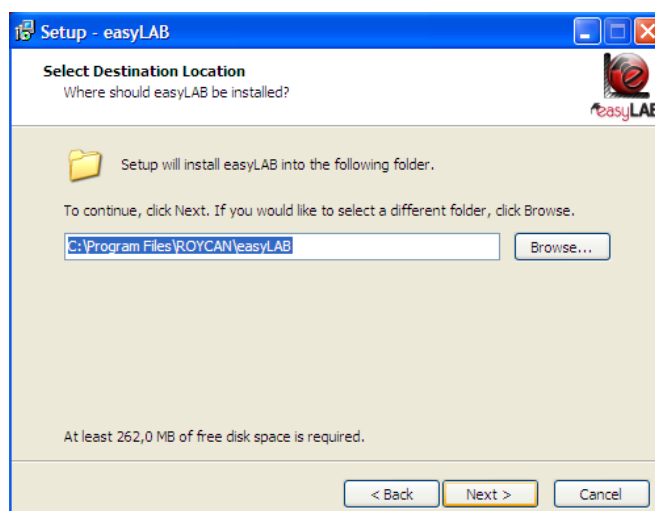 Setup - easyLAB
Select Destination Location
Where should easyLAB be installed?
easyLAB
Setup will install easyLAB into the following folder.
To continue, click Next. If you would like to select a different folder, click Browse.
C:\Program Files\ROYCAN\easyLAB
Browse...
At least 262,0 MB of free disk space is required.
< Back
Next >
Cancel